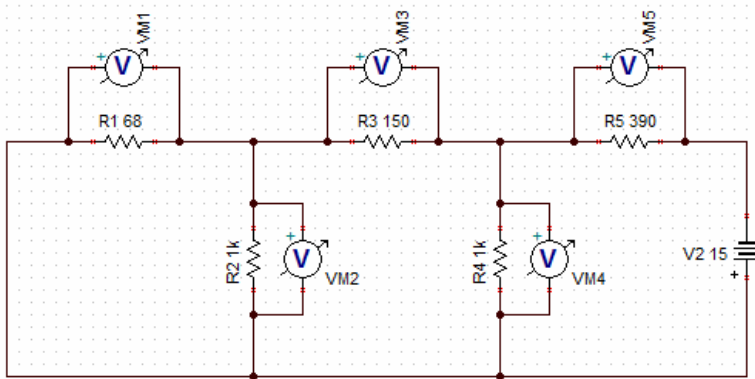 VM1
VM3
VM5
+
V
+
V
+
V
R1 68
R3 150
R5 390
+
V
R2 1k
VM2
+
V
R4 1k
VM4
V2 15
+